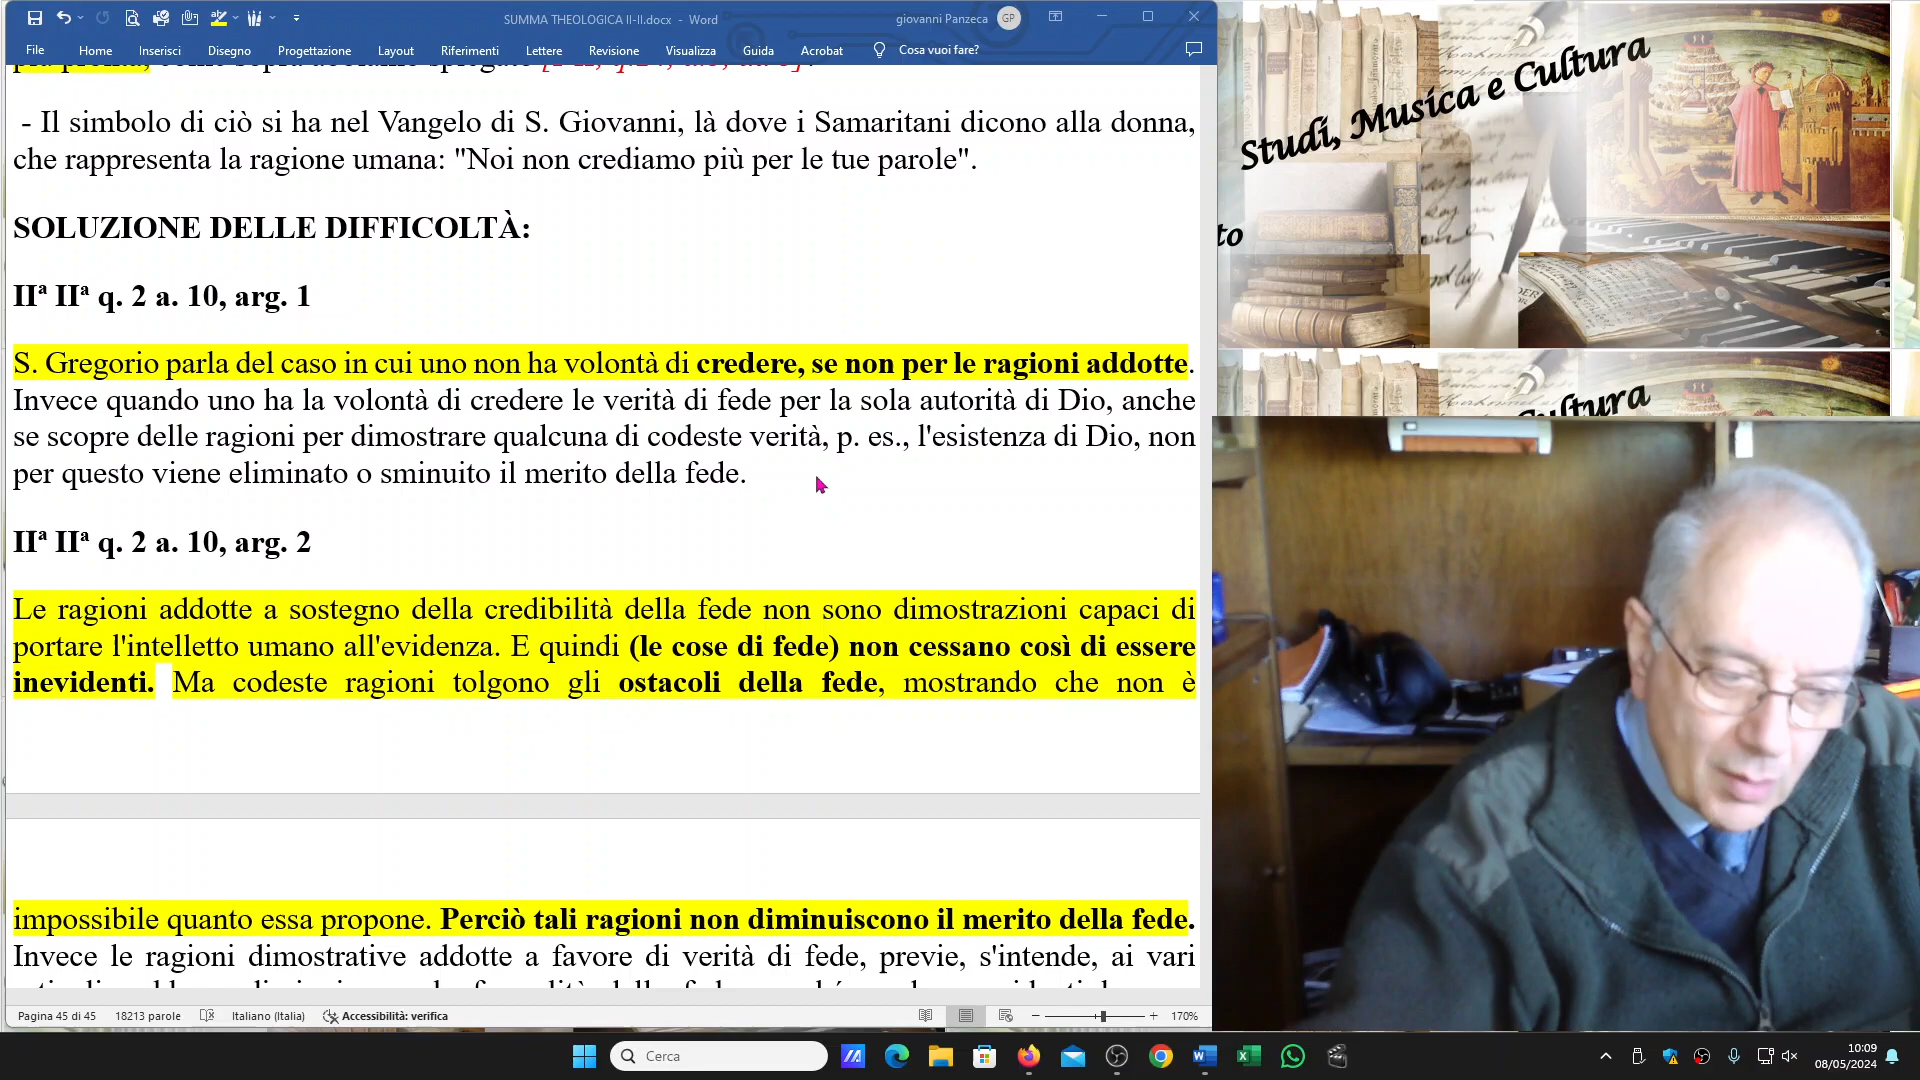 SUMMA THEOLOGICA II-II.docx - Word
giovanni Panzeca
GP
File Home Inserisci Disegno Progettazione Layout Riferimenti Lettere Revisione Visualizza Guida Acrobat Cosa vuoi fare?
- Il simbolo di ciò si ha nel Vangelo di S. Giovanni, là dove i Samaritani dicono alla donna,
che rappresenta la ragione umana: "Noi non crediamo più per le tue parole".
SOLUZIONE DELLE DIFFICOLTÀ:
IIª IIª q. 2 a. 10, arg. 1
S. Gregorio parla del caso in cui uno non ha volontà di credere, se non per le ragioni addotte.
Invece quando uno ha la volontà di credere le verità di fede per la sola autorità di Dio, anche
se scopre delle ragioni per dimostrare qualcuna di codeste verità, p. es., l'esistenza di Dio, non
per questo viene eliminato o sminuito il merito della fede.
IIª IIª q. 2 a. 10, arg. 2
Le ragioni addotte a sostegno della credibilità della fede non sono dimostrazioni capaci di
portare l'intelletto umano all'evidenza. E quindi (le cose di fede) non cessano così di essere
inevidenti. Ma codeste ragioni tolgono gli ostacoli della fede, mostrando che non è
impossibile quanto essa propone. Perciò tali ragioni non diminuiscono il merito della fede.
Invece le ragioni dimostrative addotte a favore di verità di fede, previe, s'intende, ai vari
Pagina 45 di 45 18213 parole Italiano (Italia) Accessibilità: verifica 170%
Studi, Musica e Cultura
to
Cultura
Cerca
10:09
08/05/2024